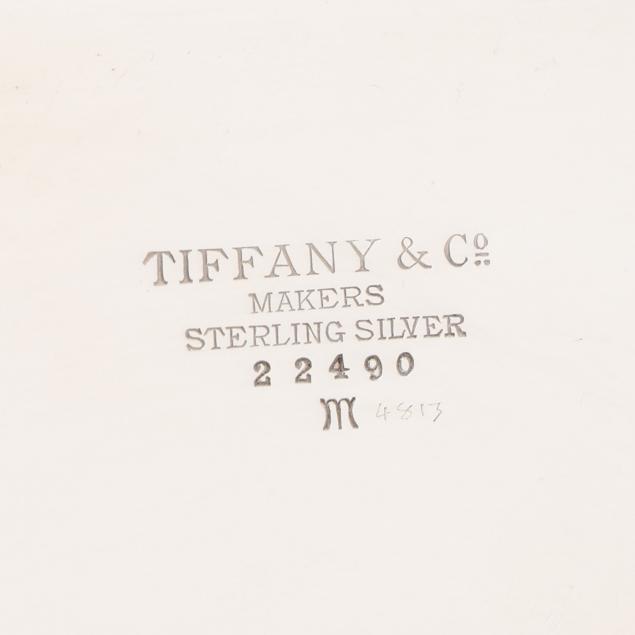 TIFFANY & Cº
MAKERS
STERLING SILVER
22490
m 4813